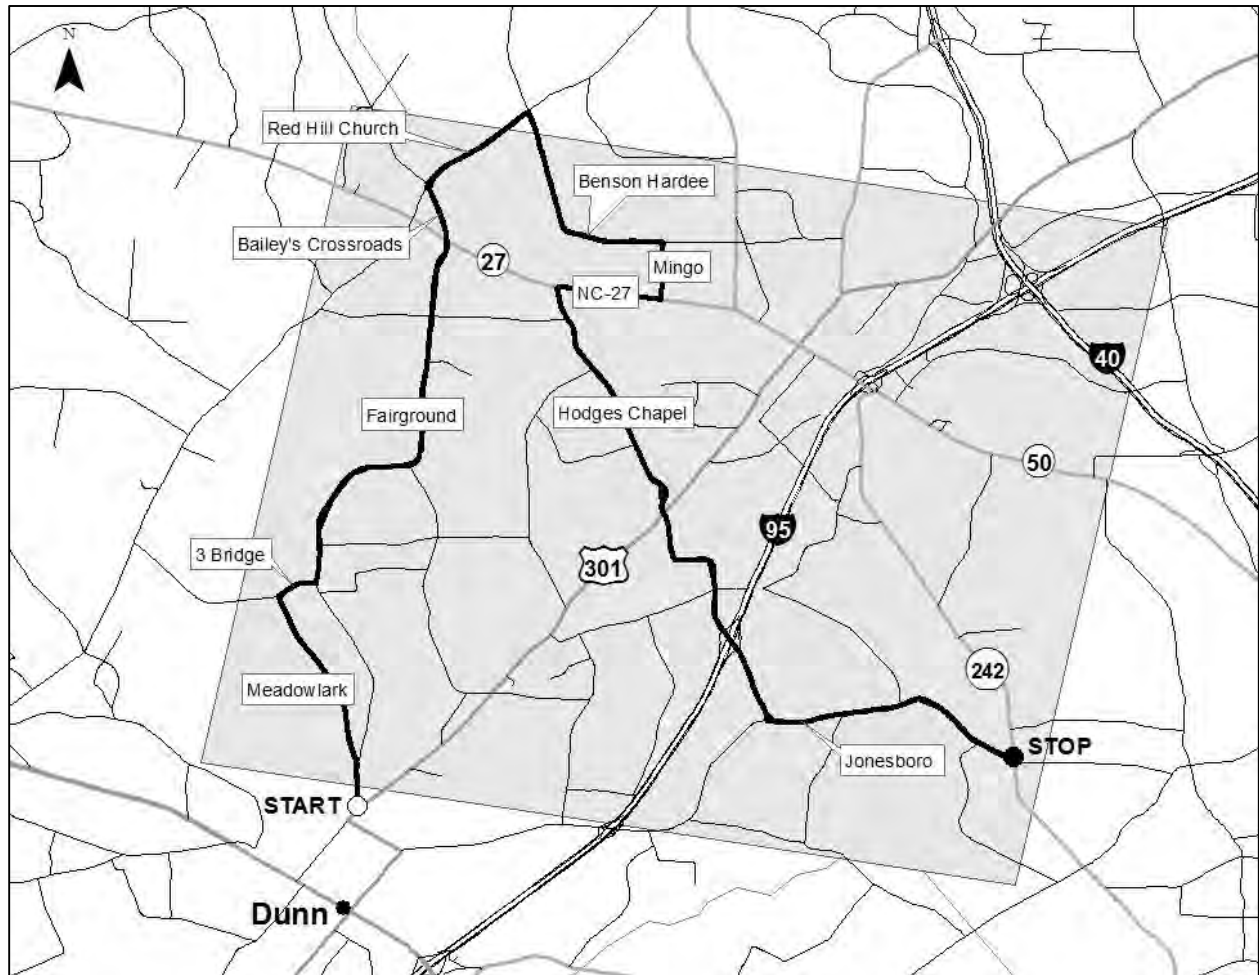 N
Red Hill Church
Benson Hardee
Bailey's Crossroads
27
Mingo
NC-27
40
Fairground
Hodges Chapel
50
95
3 Bridge
301
242
Meadowlark
STOP
Jonesboro
START
Dunn